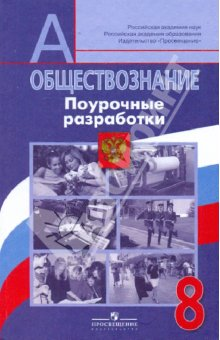 А
Российская академия наук
Российская академия образования
Издательство «Просвещение»
ОБЩЕСТВОЗНАНИЕ
Поурочные
разработки
8
ПРОСВЕЩЕНИЕ